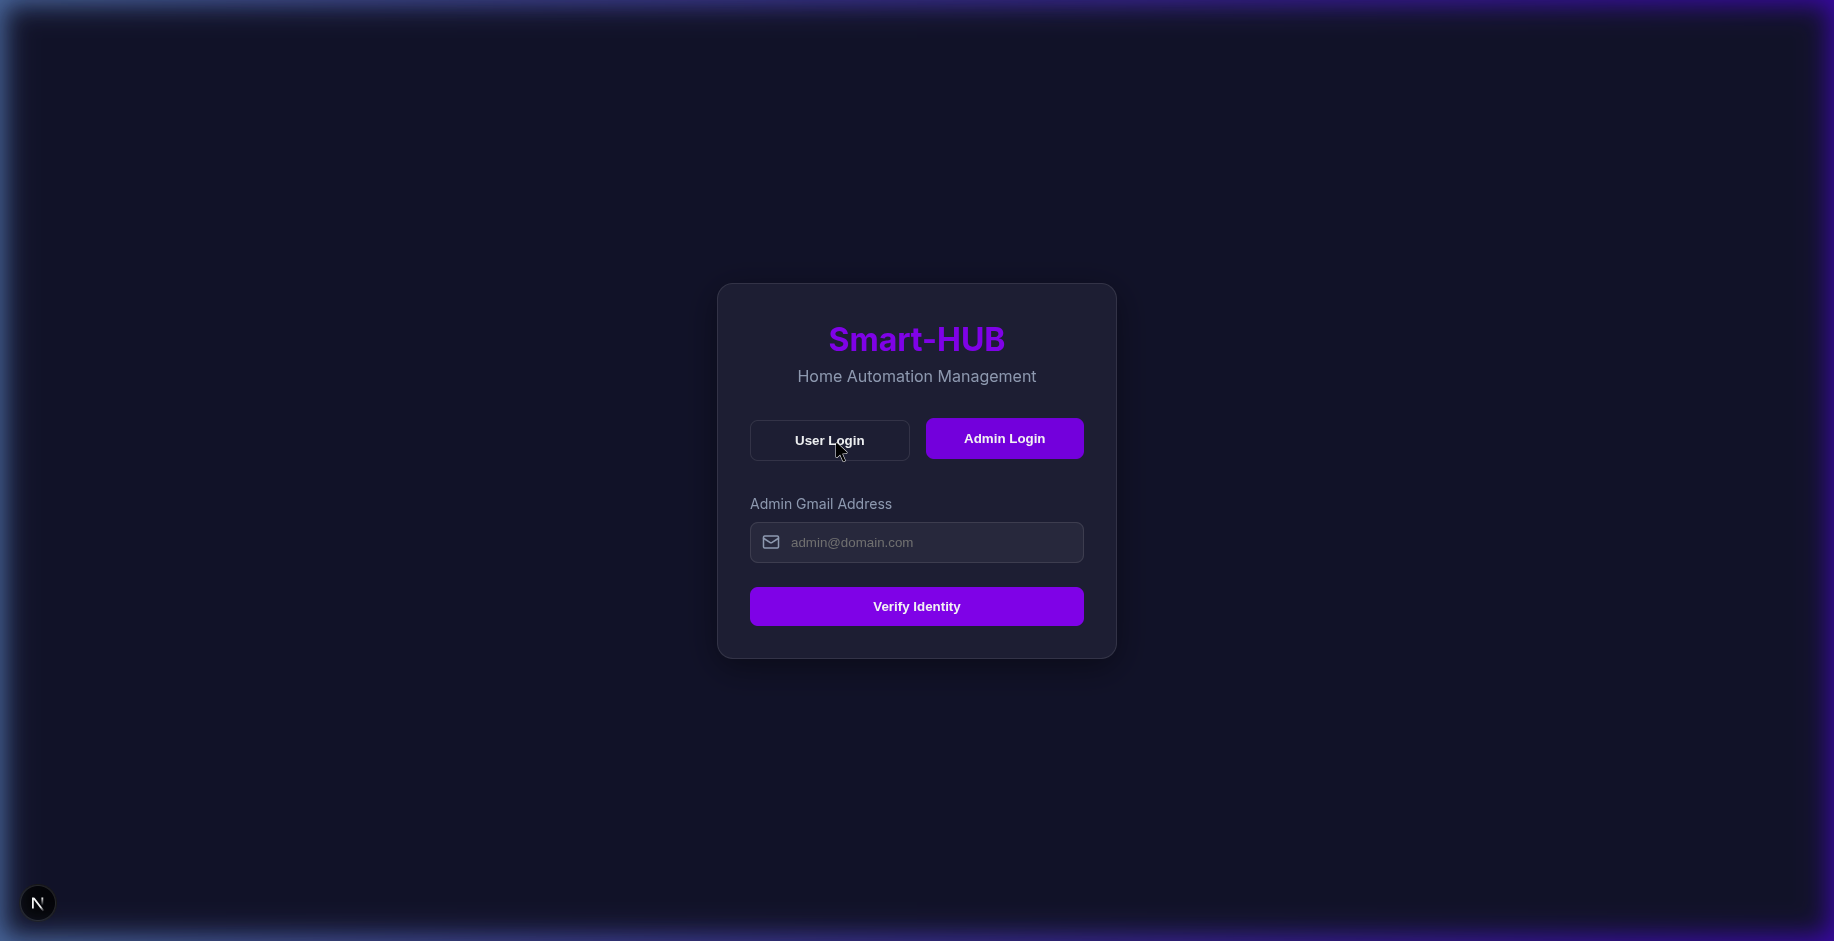 Smart-HUB
Home Automation Management
User Login
Admin Login
Admin Gmail Address
admin@domain.com
Verify Identity
N